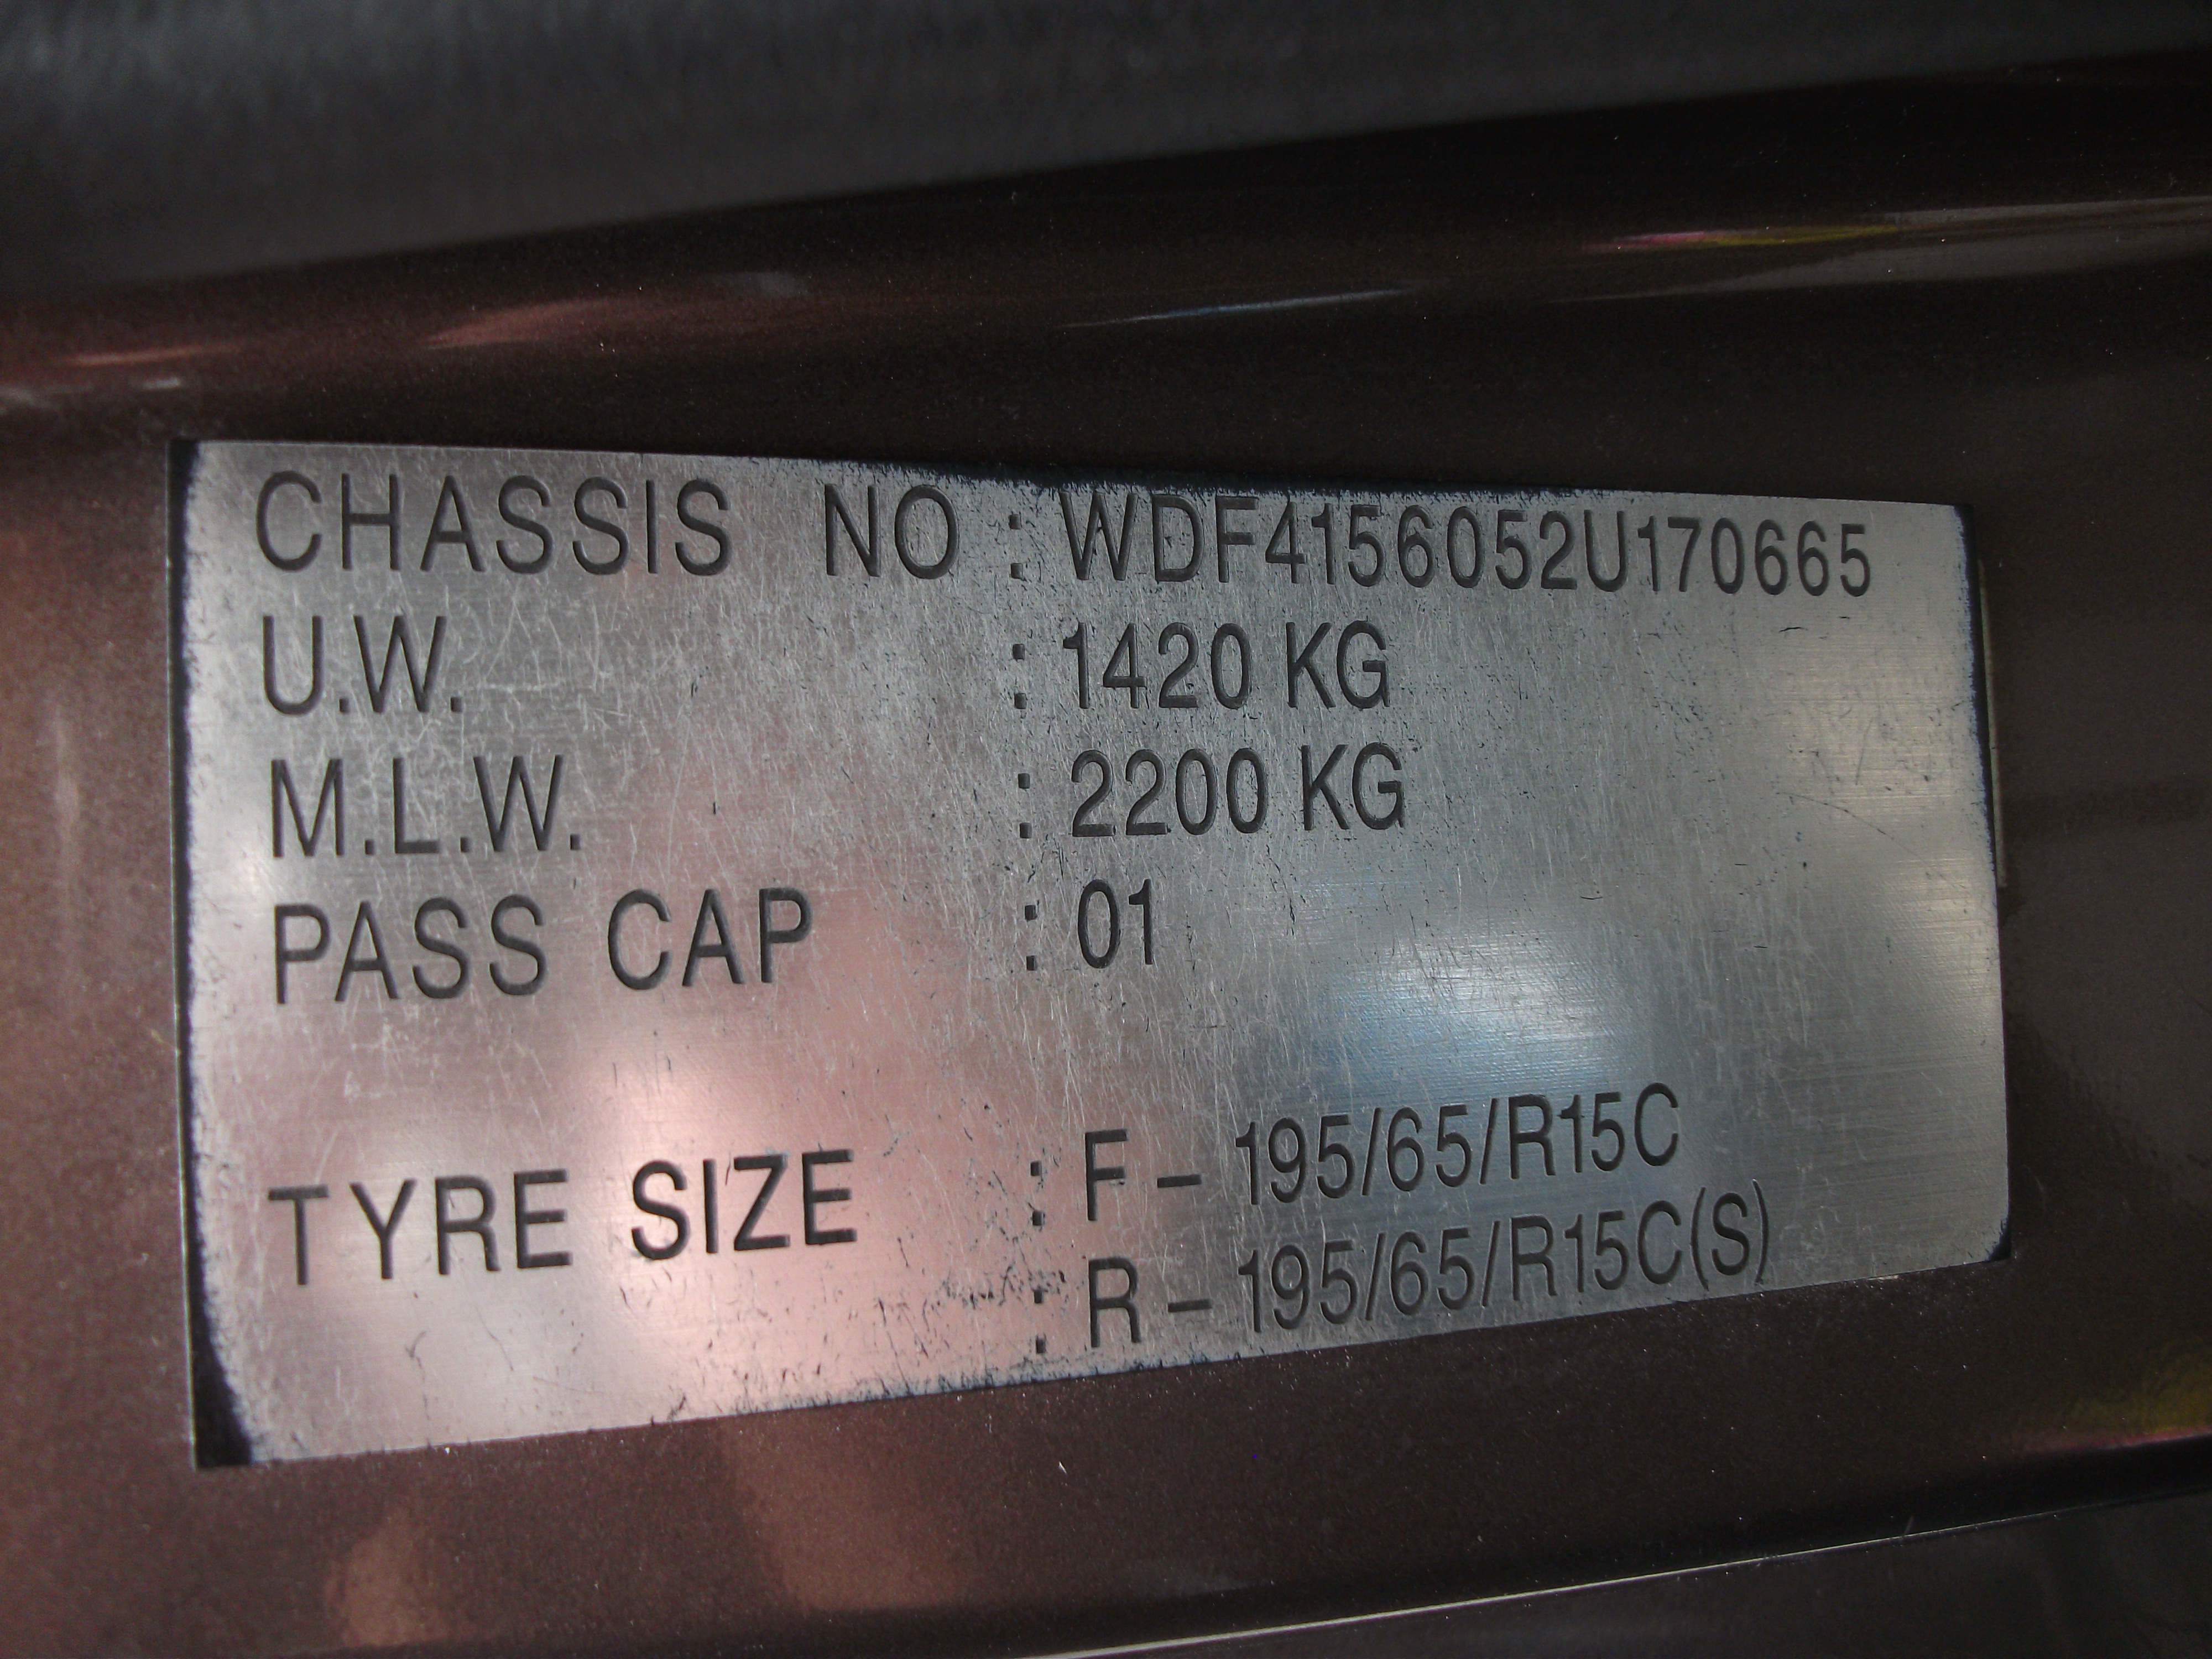 CHASSIS NO : WDF4156052U170665
U.W. : 1420 KG
M.L.W. : 2200 KG
PASS CAP : 01
TYRE SIZE : F – 195/65/R15C
: R – 195/65/R15C(S)